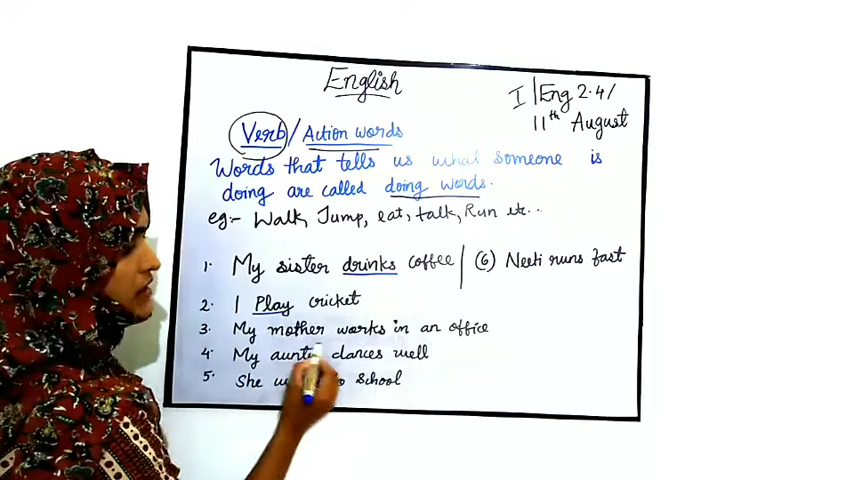 English
I | Eng 2.4/
11th August
Verb / Action words
Words that tells us what someone is
doing are called doing words.
eg:- Walk, Jump, eat, talk, Run etc...
1. My sister drinks coffee | (6) Neeti runs fast
2. I Play cricket
3. My mother works in an office
4. My aunty dances well
5. She to school